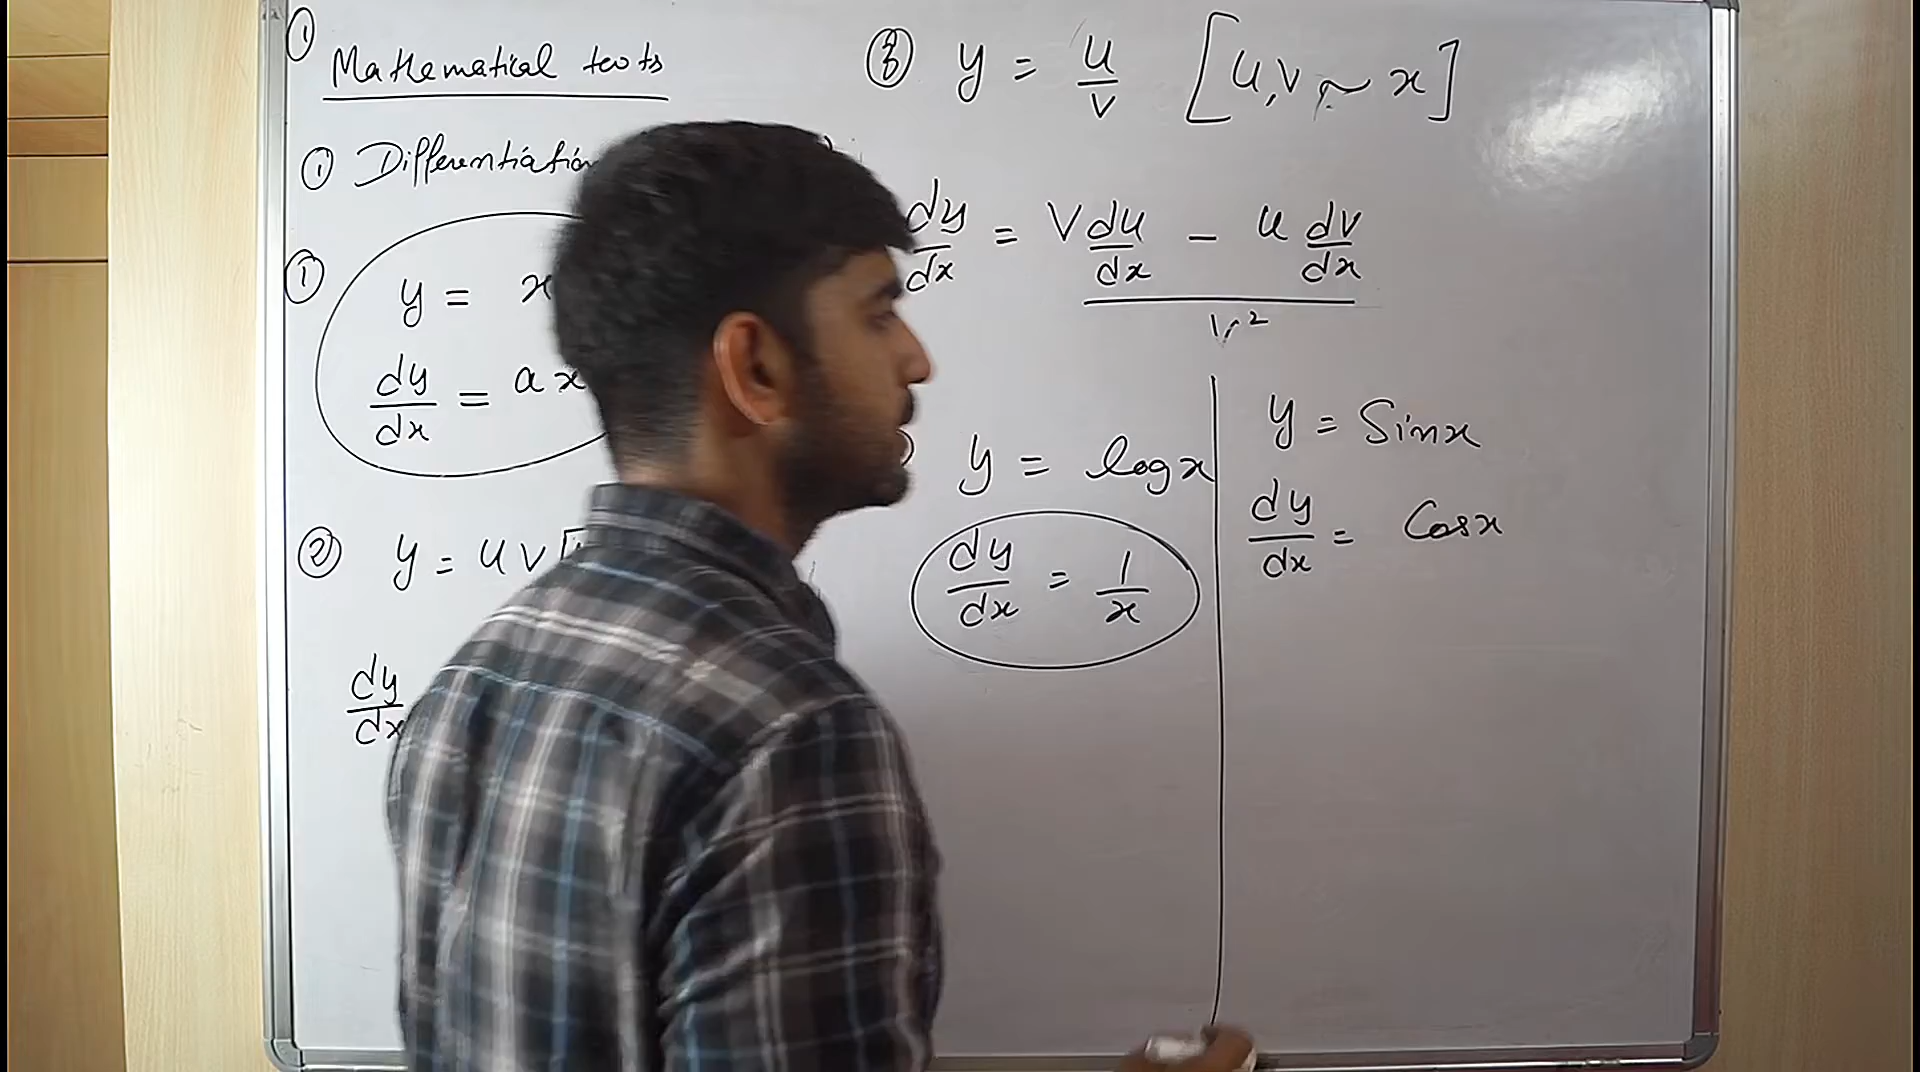 ①
Mathematical tools
① Differentiation
①
y = x
dy/dx = ax
② y = uv
dy/dx
③ y = u/v [u,v ~ x]
dy/dx = v du/dx - u dv/dx
v²
y = logx
dy/dx = 1/x
y = Sinx
dy/dx = Cosx